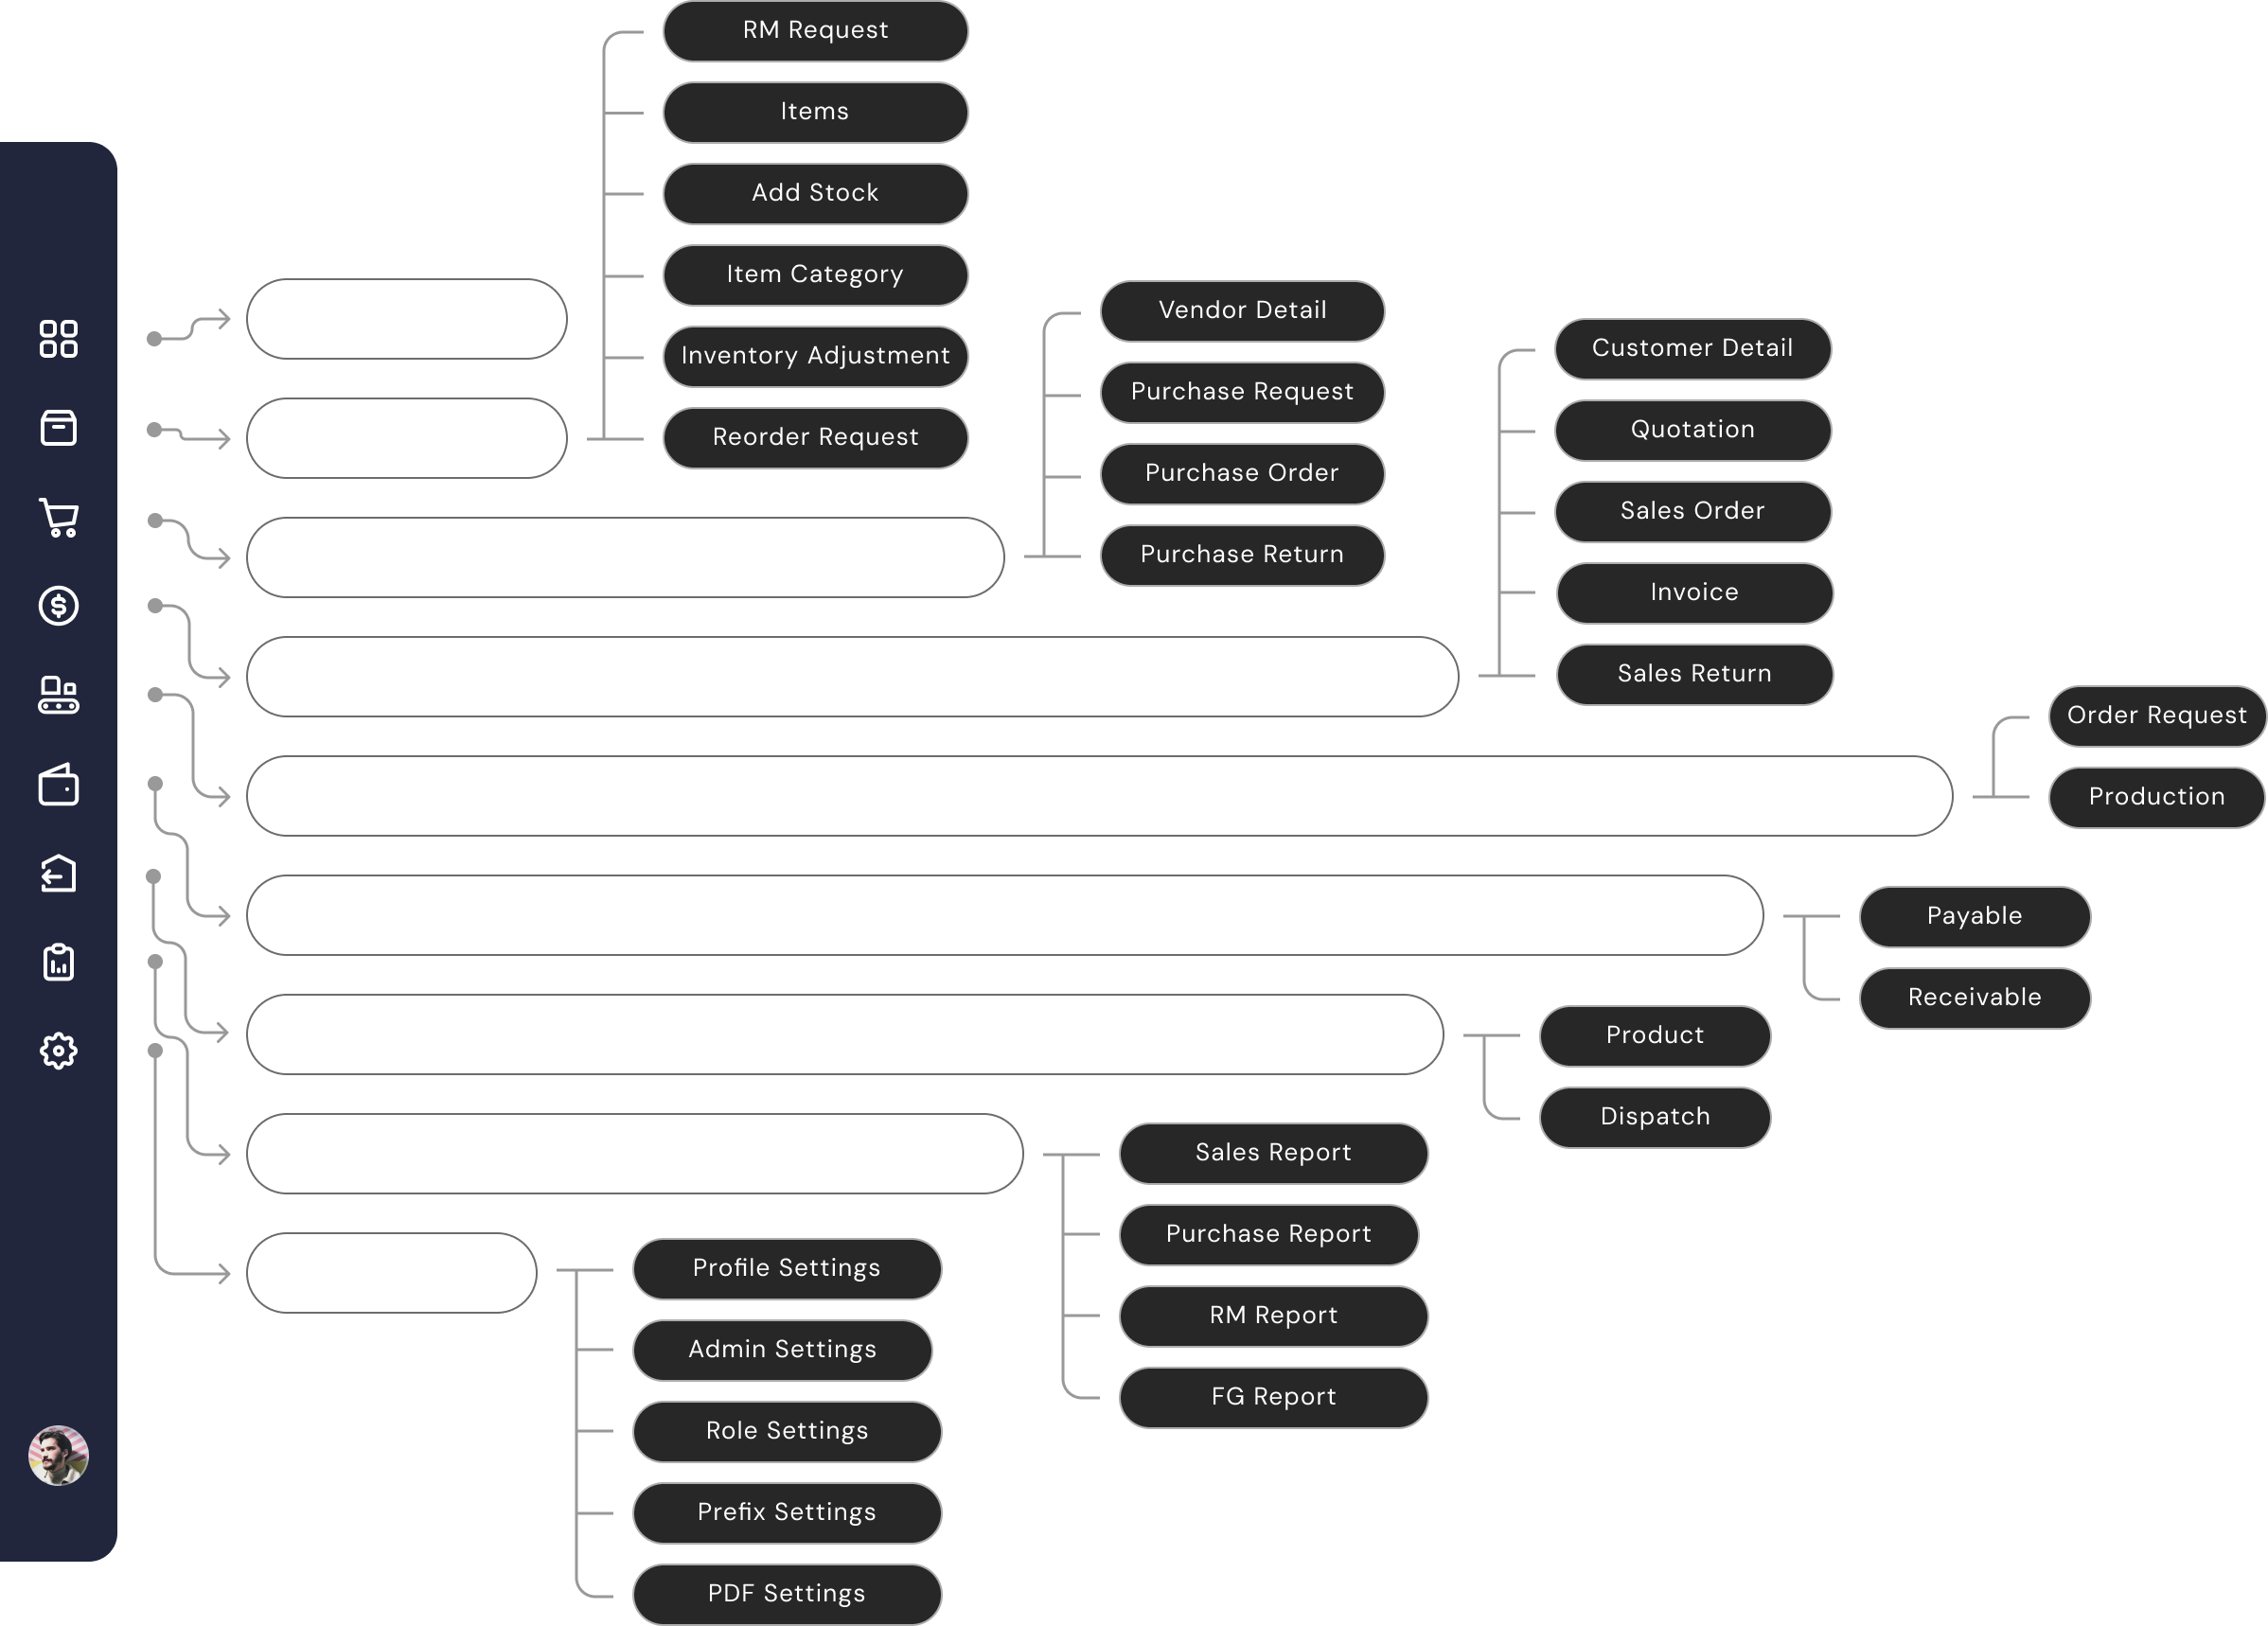 RM Request
Items
Add Stock
Item Category
Inventory Adjustment
Reorder Request
Vendor Detail
Purchase Request
Purchase Order
Purchase Return
Customer Detail
Quotation
Sales Order
Invoice
Sales Return
Order Request
Production
Payable
Receivable
Product
Dispatch
Sales Report
Purchase Report
RM Report
FG Report
Profile Settings
Admin Settings
Role Settings
Prefix Settings
PDF Settings